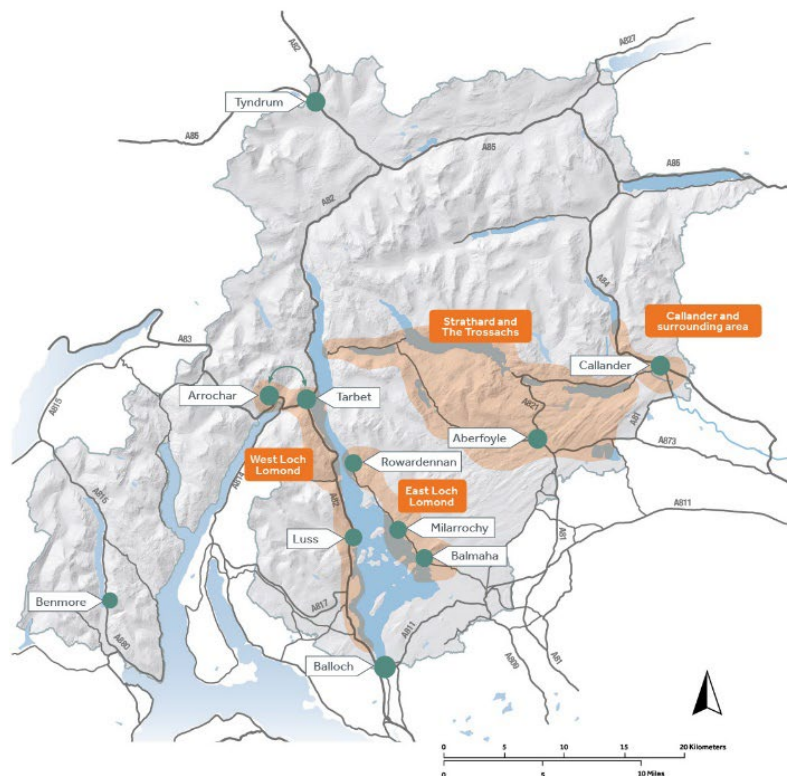 A82
A827
Tyndrum
A85
A85
A85
A82
A84
Strathard and
The Trossachs
Callander and
surrounding area
A83
Callander
Arrochar
Tarbet
A815
A821
A81
Aberfoyle
A873
West Loch
Lomond
Rowardennan
A814
A82
East Loch
Lomond
A811
A815
Milarrochy
Luss
A81
Balmaha
Benmore
A817
A811
A880
Balloch
A809
A81
0 5 10 15 20 Kilometers
0 5 10 Miles